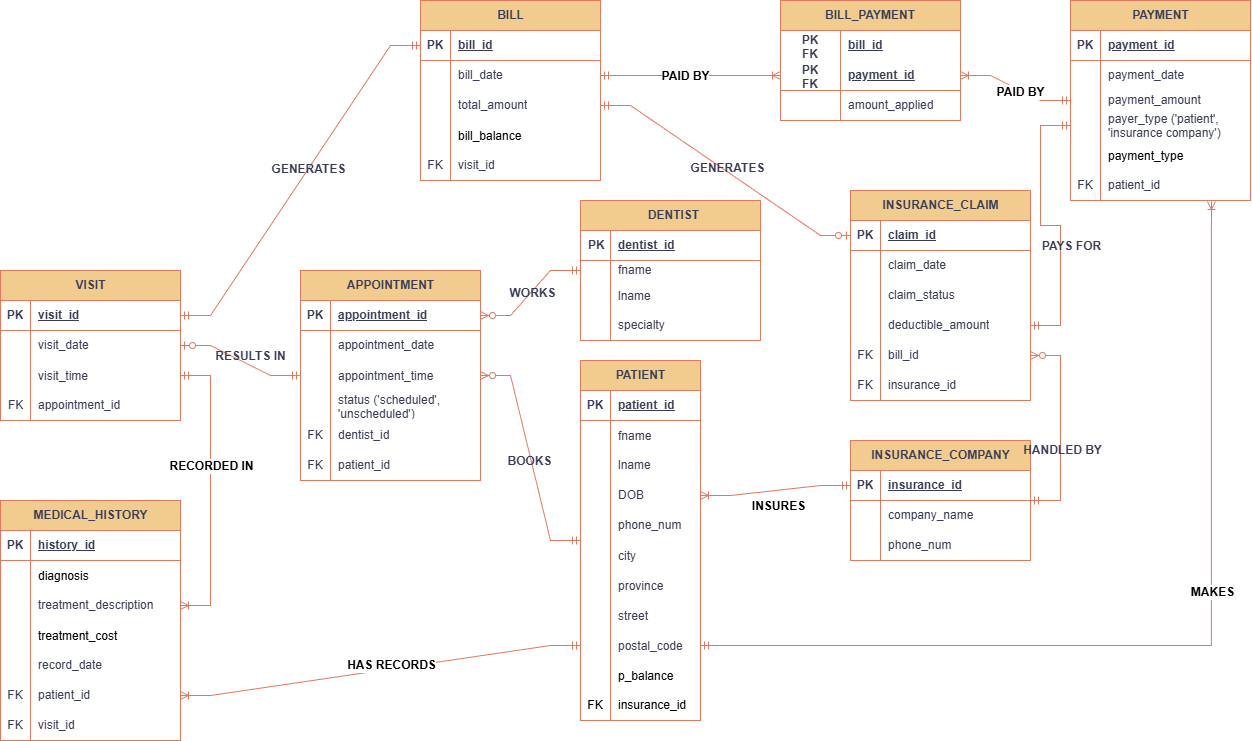 BILL
PK bill_id
bill_date
total_amount
bill_balance
FK visit_id
BILL_PAYMENT
PK
FK
bill_id
PK
FK
payment_id
amount_applied
PAYMENT
PK payment_id
payment_date
payment_amount
payer_type ('patient',
'insurance company')
payment_type
FK patient_id
PAID BY
PAID BY
GENERATES
GENERATES
DENTIST
PK dentist_id
fname
lname
specialty
INSURANCE_CLAIM
PK claim_id
claim_date
claim_status
deductible_amount
FK bill_id
FK insurance_id
PAYS FOR
VISIT
PK visit_id
visit_date
visit_time
FK appointment_id
RESULTS IN
APPOINTMENT
PK appointment_id
appointment_date
appointment_time
status ('scheduled',
'unscheduled')
FK dentist_id
FK patient_id
WORKS
BOOKS
PATIENT
PK patient_id
fname
lname
DOB
phone_num
city
province
street
postal_code
p_balance
FK insurance_id
INSURANCE_COMPANY
PK insurance_id
company_name
phone_num
HANDLED BY
INSURES
RECORDED IN
MEDICAL_HISTORY
PK history_id
diagnosis
treatment_description
treatment_cost
record_date
FK patient_id
FK visit_id
HAS RECORDS
MAKES